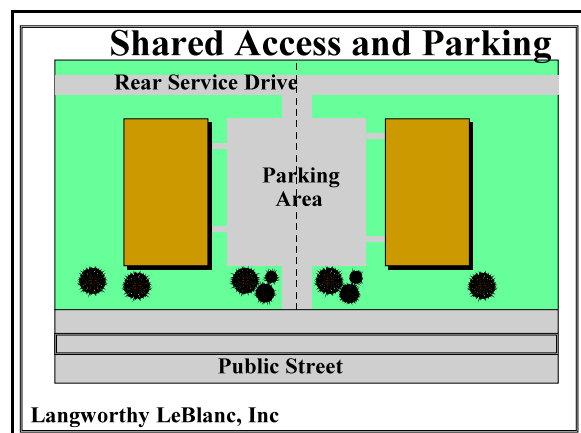 Shared Access and Parking
Rear Service Drive
Parking
Area
Public Street
Langworthy LeBlanc, Inc